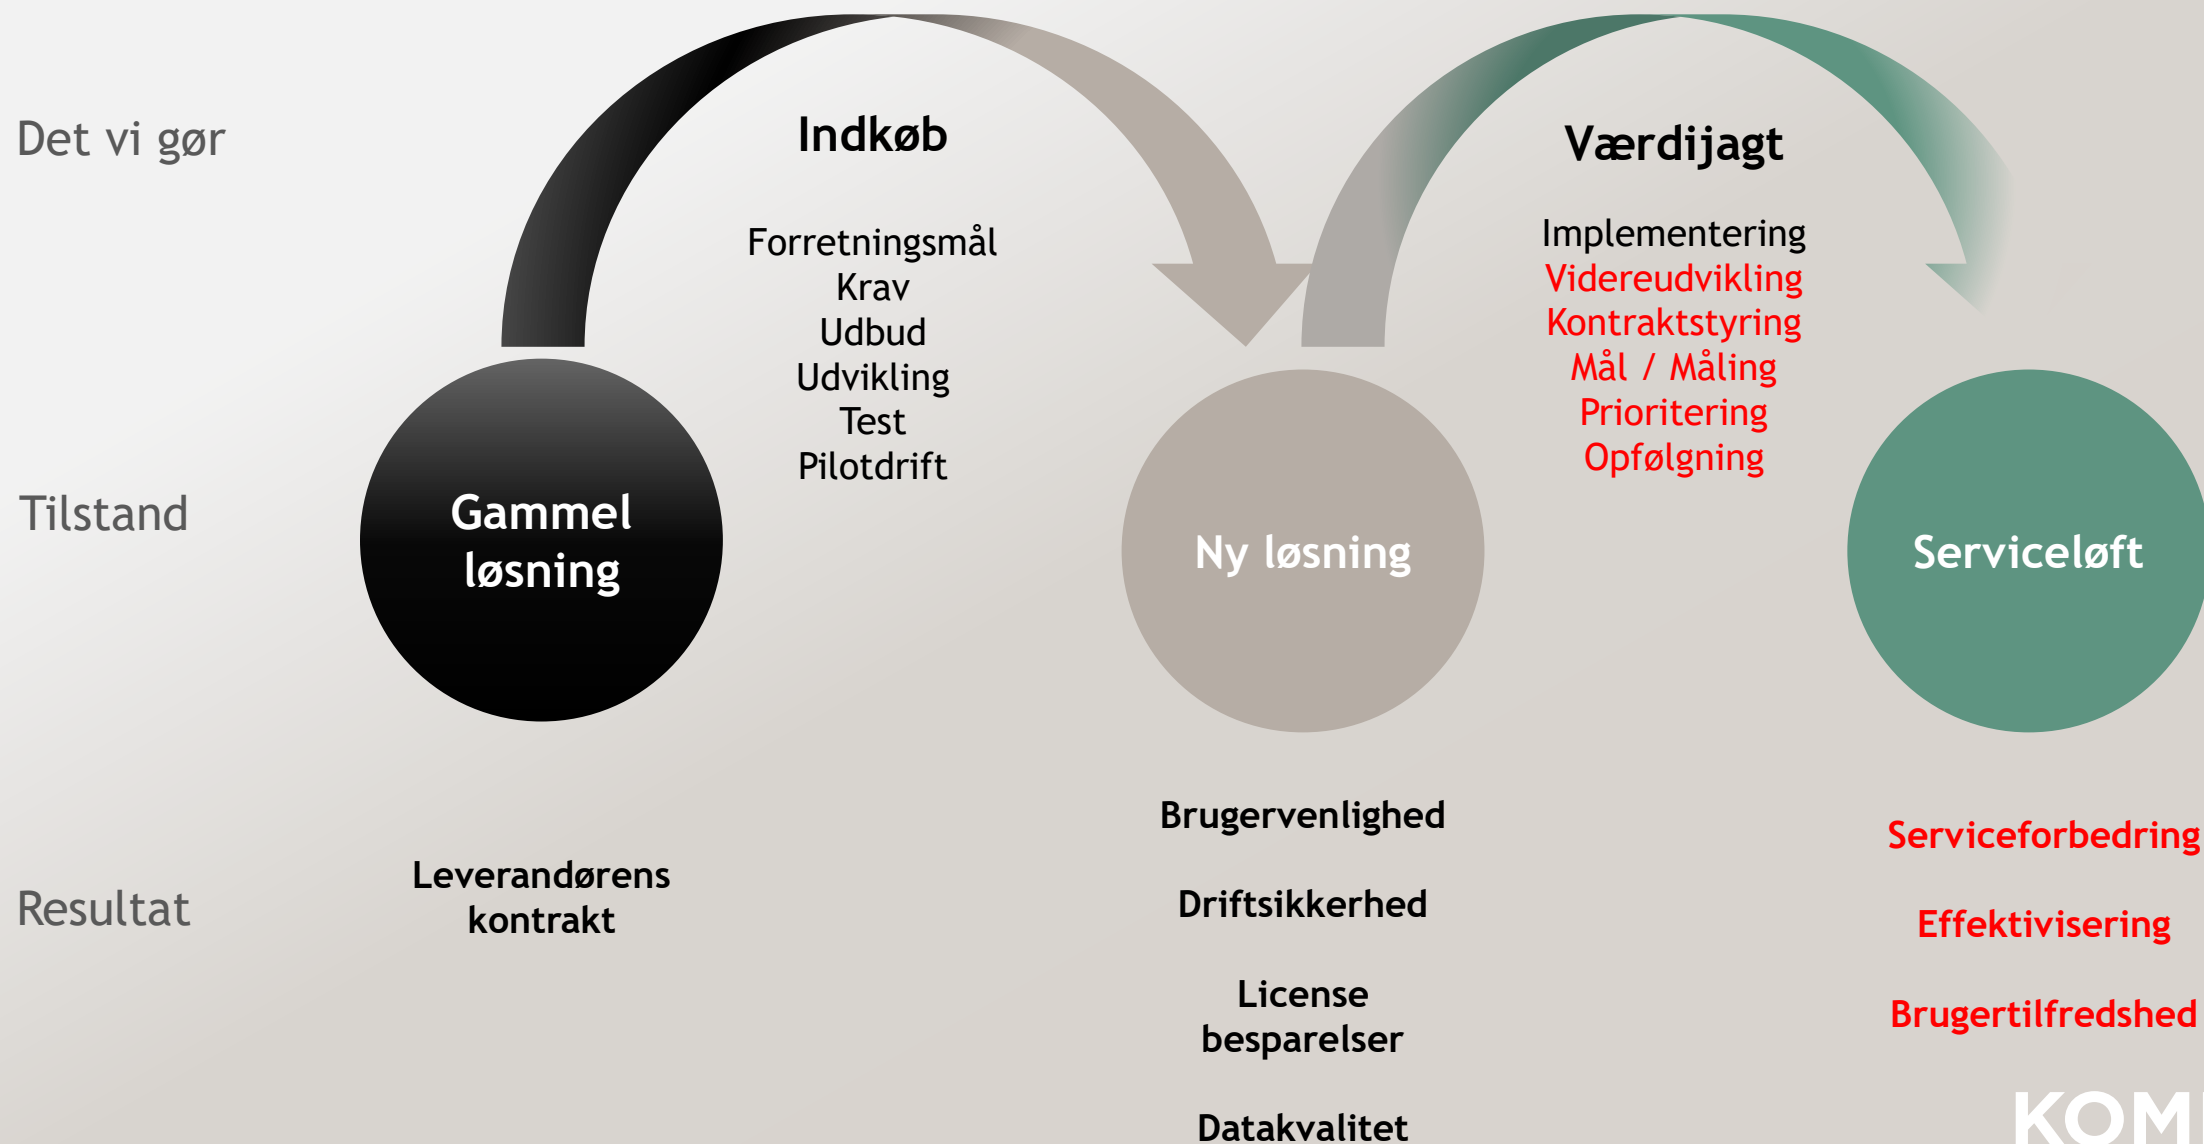 Det vi gør
Indkøb
Forretningsmål
Krav
Udbud
Udvikling
Test
Pilotdrift
Værdijagt
Implementering
Videreudvikling
Kontraktstyring
Mål / Måling
Prioritering
Opfølgning
Tilstand
Gammel
løsning
Ny løsning
Serviceløft
Resultat
Leverandørens
kontrakt
Brugervenlighed
Driftsikkerhed
License
besparelser
Datakvalitet
Serviceforbedring
Effektivisering
Brugertilfredshed